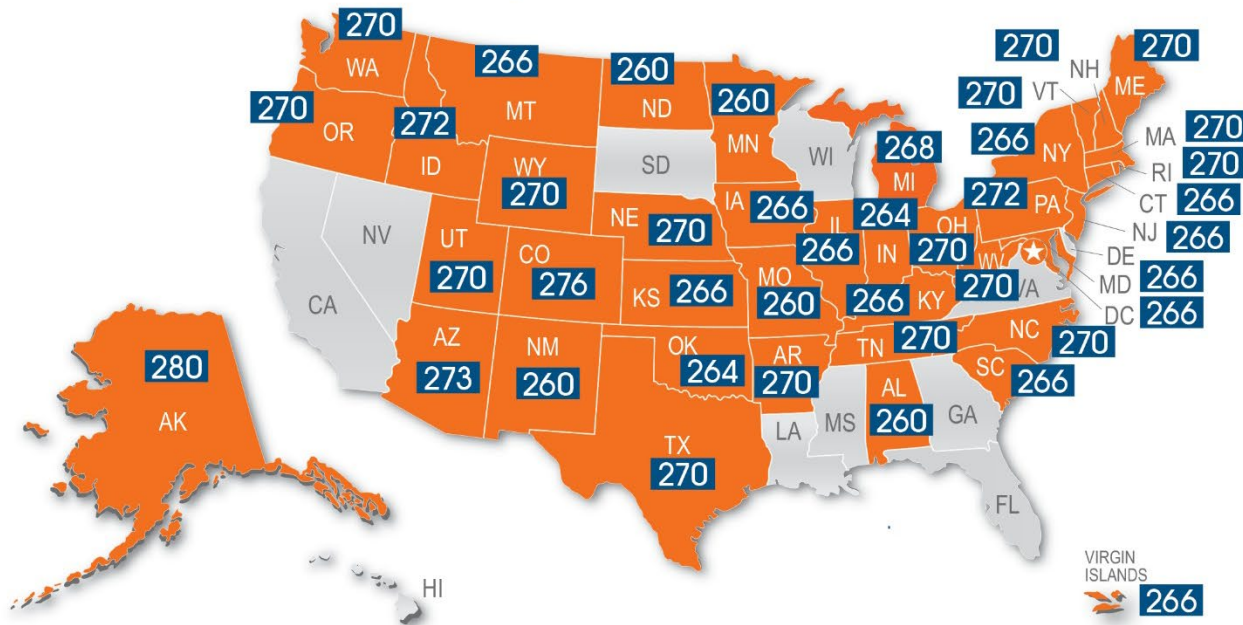 270
WA
270
OR
266
MT
272
ID
260
ND
260
MN
SD
WI
WY
270
268
MI
270
NH
270
VT
270
ME
266
NY
MA 270
RI 270
CT 266
NJ 266
DE
MD 266
DC 266
272
PA
NV
CA
UT
270
CO
276
NE 270
IA 266
IL
266
264
IN
OH
270
WV
270
VA
KS 266
MO
260
266
KY
AZ
273
NM
260
OK
264
AR
270
TN 270
NC
270
SC
266
AL
260
MS
GA
LA
TX
270
FL
280
AK
HI
VIRGIN
ISLANDS
266